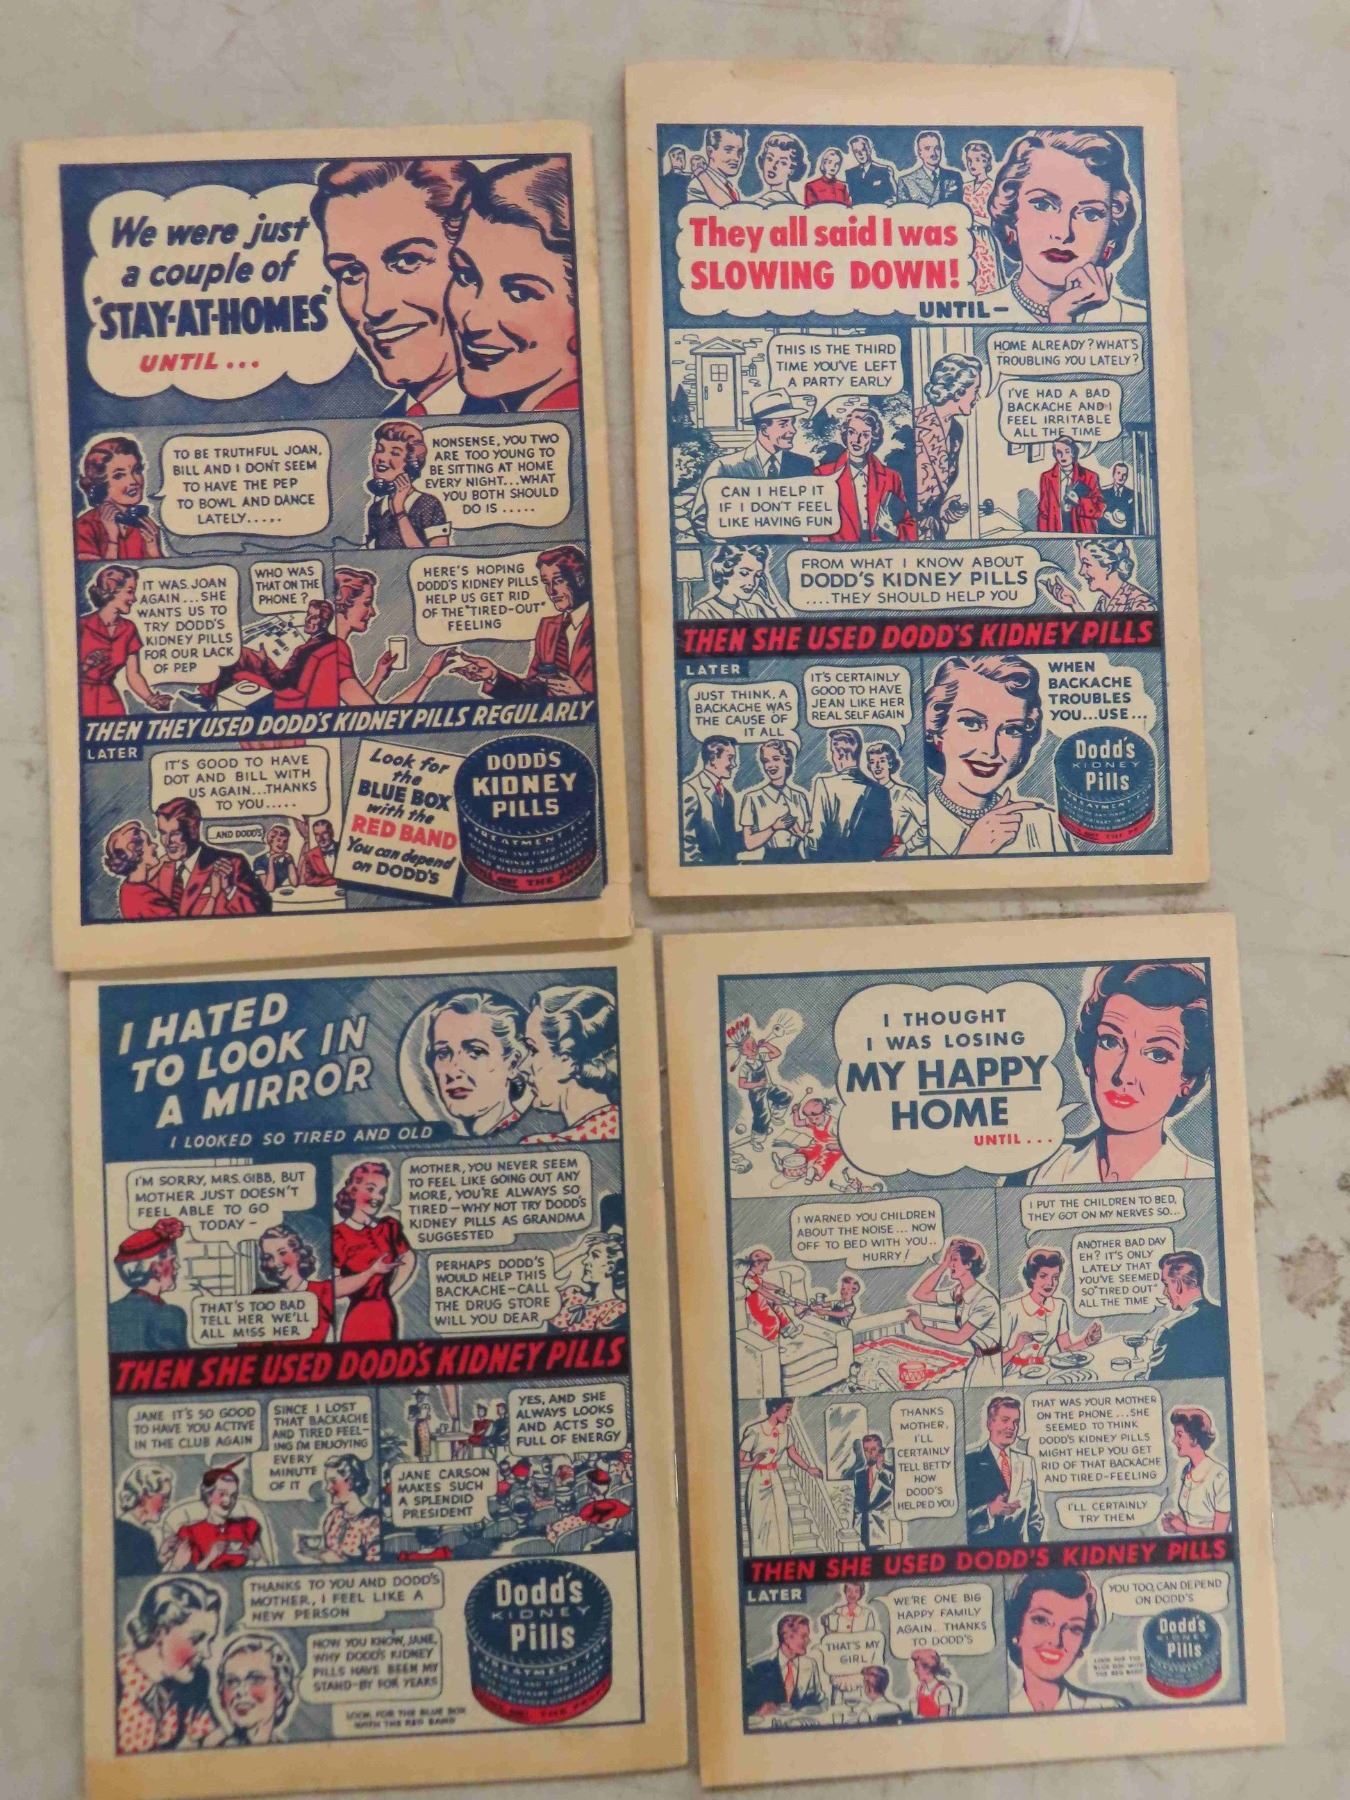 We were just
a couple of
"STAY-AT-HOMES"
UNTIL...
TO BE TRUTHFUL JOAN,
BILL AND I DON'T SEEM
TO HAVE THE PEP
TO BOWL AND DANCE
LATELY.....
NONSENSE, YOU TWO
ARE TOO YOUNG TO
BE SITTING AT HOME
EVERY NIGHT...WHAT
YOU BOTH SHOULD
DO IS .....
IT WAS JOAN
AGAIN...SHE
WANTS US TO
TRY DODD'S
KIDNEY PILLS
FOR OUR LACK
OF PEP
WHO WAS
THAT ON THE
PHONE?
HERE'S HOPING
DODD'S KIDNEY PILLS
HELP US GET RID
OF THE "TIRED-OUT"
FEELING
THEN THEY USED DODD'S KIDNEY PILLS REGULARLY
LATER
IT'S GOOD TO HAVE
DOT AND BILL WITH
US AGAIN...THANKS
TO YOU.....
...AND DODD'S
Look for
the
BLUE BOX
with the
RED BAND
You can depend
on DODD'S
DODD'S
KIDNEY
PILLS
TREATMENT
They all said I was
SLOWING DOWN!
UNTIL-
THIS IS THE THIRD
TIME YOU'VE LEFT
A PARTY EARLY
CAN I HELP IT
IF I DON'T FEEL
LIKE HAVING FUN
HOME ALREADY? WHAT'S
TROUBLING YOU LATELY?
I'VE HAD A BAD
BACKACHE AND I
FEEL IRRITABLE
ALL THE TIME
FROM WHAT I KNOW ABOUT
DODD'S KIDNEY PILLS
....THEY SHOULD HELP YOU
THEN SHE USED DODD'S KIDNEY PILLS
LATER
JUST THINK, A
BACKACHE WAS
THE CAUSE OF
IT ALL
IT'S CERTAINLY
GOOD TO HAVE
JEAN LIKE HER
REAL SELF AGAIN
WHEN
BACKACHE
TROUBLES
YOU...USE...
Dodd's
KIDNEY
Pills
TREATMENT
I HATED
TO LOOK IN
A MIRROR
I LOOKED SO TIRED AND OLD
I'M SORRY, MRS. GIBB, BUT
MOTHER JUST DOESN'T
FEEL ABLE TO GO
TODAY-
THAT'S TOO BAD
TELL HER WE'LL
ALL MISS HER
MOTHER, YOU NEVER SEEM
TO FEEL LIKE GOING OUT ANY
MORE, YOU'RE ALWAYS SO
TIRED-WHY NOT TRY DODD'S
KIDNEY PILLS AS GRANDMA
SUGGESTED
PERHAPS DODD'S
WOULD HELP THIS
BACKACHE-CALL
THE DRUG STORE
WILL YOU DEAR
THEN SHE USED DODD'S KIDNEY PILLS
JANE IT'S SO GOOD
TO HAVE YOU ACTIVE
IN THE CLUB AGAIN
SINCE I LOST
THAT BACKACHE
AND TIRED FEEL-
ING I'M ENJOYING
EVERY
MINUTE
OF IT
YES, AND SHE
ALWAYS LOOKS
AND ACTS SO
FULL OF ENERGY
JANE CARSON
MAKES SUCH
A SPLENDID
PRESIDENT
THANKS TO YOU AND DODD'S
MOTHER, I FEEL LIKE A
NEW PERSON
NOW YOU KNOW, JANE,
WHY DODD'S KIDNEY
PILLS HAVE BEEN MY
STAND-BY FOR YEARS
LOOK FOR THE BLUE BOX
WITH THE RED BAND
Dodd's
KIDNEY
Pills
TREATMENT
I THOUGHT
I WAS LOSING
MY HAPPY
HOME
UNTIL...
I WARNED YOU CHILDREN
ABOUT THE NOISE... NOW
OFF TO BED WITH YOU..
HURRY!
I PUT THE CHILDREN TO BED,
THEY GOT ON MY NERVES SO...
ANOTHER BAD DAY
EH? IT'S ONLY
LATELY THAT
YOU'VE SEEMED
SO "TIRED OUT"
ALL THE TIME
THANKS
MOTHER,
I'LL
CERTAINLY
TELL BETTY
HOW
DODD'S
HELPED YOU
THAT WAS YOUR MOTHER
ON THE PHONE...SHE
SEEMED TO THINK
DODD'S KIDNEY PILLS
MIGHT HELP YOU GET
RID OF THAT BACKACHE
AND TIRED-FEELING
I'LL CERTAINLY
TRY THEM
THEN SHE USED DODD'S KIDNEY PILLS
LATER
THAT'S MY
GIRL!
WE'RE ONE BIG
HAPPY FAMILY
AGAIN.. THANKS
TO DODD'S
YOU TOO, CAN DEPEND
ON DODD'S
LOOK FOR THE
BLUE BOX WITH
THE RED BAND
Dodd's
KIDNEY
Pills